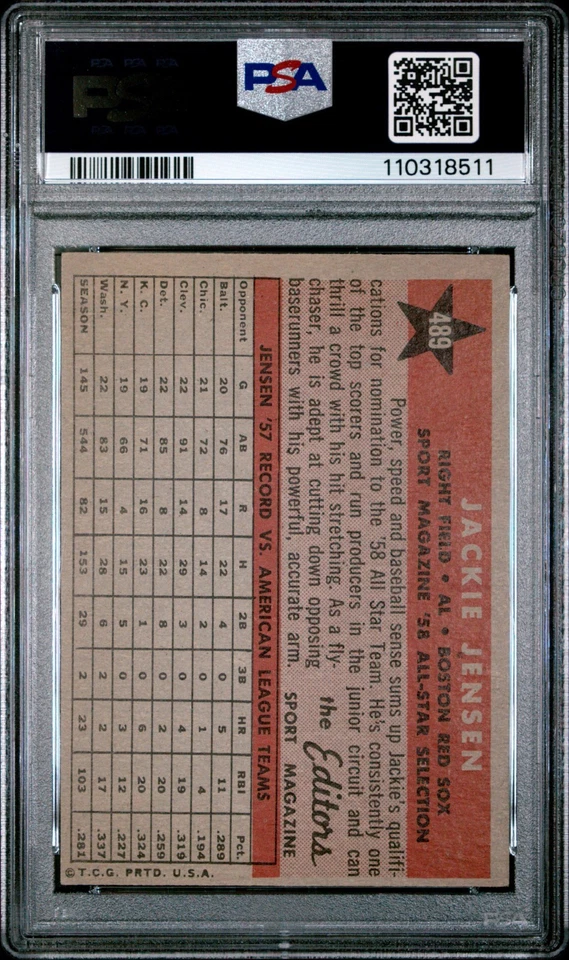 PSA PSA PSA
PSA
PSA PSA PSA
PSA
110318511
489
JACKIE JENSEN
RIGHT FIELD • AL • BOSTON RED SOX
SPORT MAGAZINE '58 ALL-STAR SELECTION
Power, speed and baseball sense sums up Jackie's qualifi-
cations for nomination to the '58 All Star Team. He's consistently one
of the top scorers and run producers in the junior circuit and can
thrill a crowd with his hit stretching. As a fly-
chaser, he is adept at cutting down opposing
baserunners with his powerful, accurate arm.
the Editors
SPORT MAGAZINE
JENSEN '57 RECORD VS. AMERICAN LEAGUE TEAMS
Opponent G AB R H 2B 3B HR RBI Pct.
Balt. 20 76 17 22 4 0 5 11 .289
Chic. 21 72 8 14 2 0 1 4 .194
Clev. 22 91 14 29 3 0 4 19 .319
Det. 22 85 8 22 8 0 2 20 .259
K. C. 19 71 16 23 1 0 6 20 .324
N. Y. 19 66 4 15 5 0 3 12 .227
Wash. 22 83 15 28 6 2 2 17 .337
SEASON 145 544 82 153 29 2 23 103 .281
© T.C.G. PRTD. U.S.A.
PSA